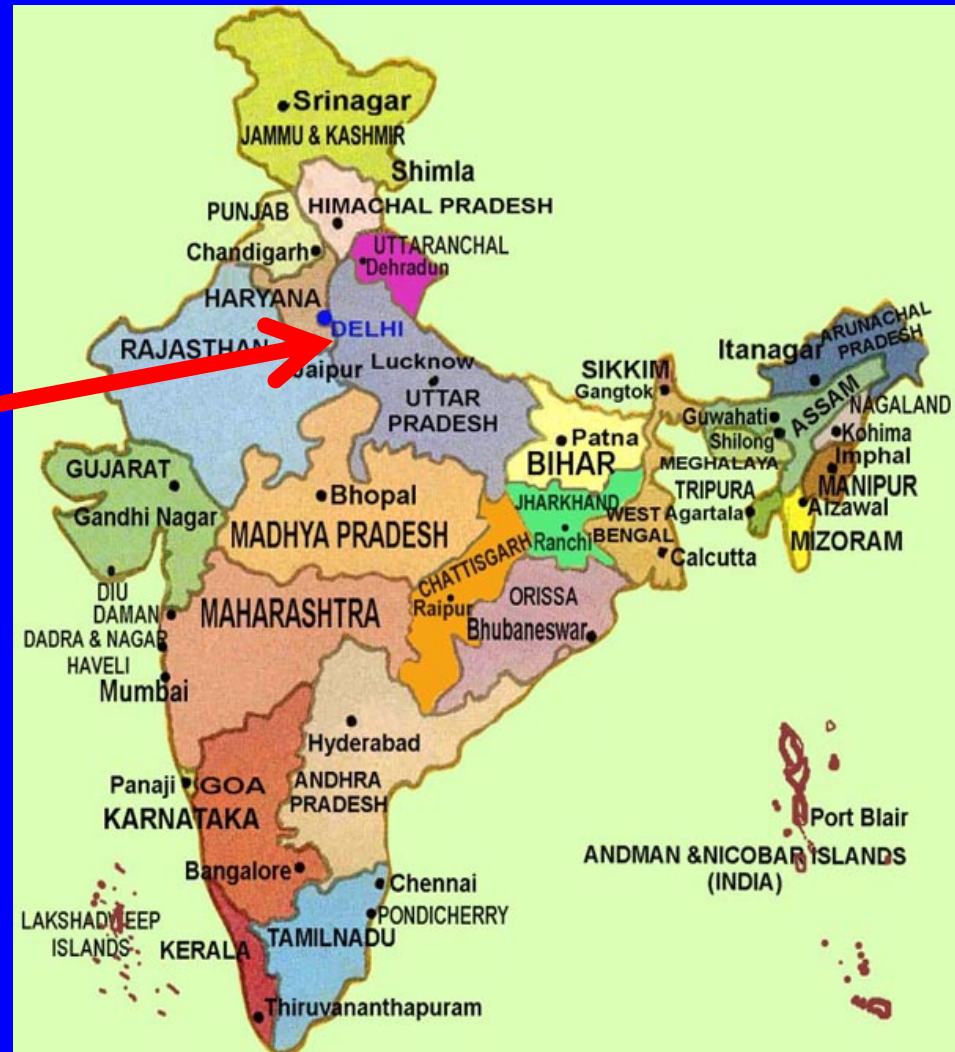 Srinagar
JAMMU & KASHMIR
Shimla
PUNJAB
HIMACHAL PRADESH
Chandigarh
UTTARANCHAL
Dehradun
HARYANA
DELHI
RAJASTHAN
Jaipur
Lucknow
UTTAR
PRADESH
SIKKIM
Gangtok
Itanagar
ARUNACHAL
PRADESH
ASSAM
NAGALAND
Guwahati
Shilong
Kohima
Imphal
MEGHALAYA
MANIPUR
Patna
BIHAR
GUJARAT
Gandhi Nagar
Bhopal
MADHYA PRADESH
JHARKHAND
Ranchi
WEST
BENGAL
TRIPURA
Agartala
Aizawal
MIZORAM
Calcutta
CHATTISGARH
Raipur
ORISSA
Bhubaneswar
DIU
DAMAN
DADRA & NAGAR
HAVELI
Mumbai
MAHARASHTRA
Hyderabad
ANDHRA
PRADESH
Panaji
GOA
KARNATAKA
Bangalore
Chennai
PONDICHERRY
Port Blair
ANDMAN &NICOBAR ISLANDS
(INDIA)
LAKSHADWEEP
ISLANDS
KERALA
TAMILNADU
Thiruvananthapuram